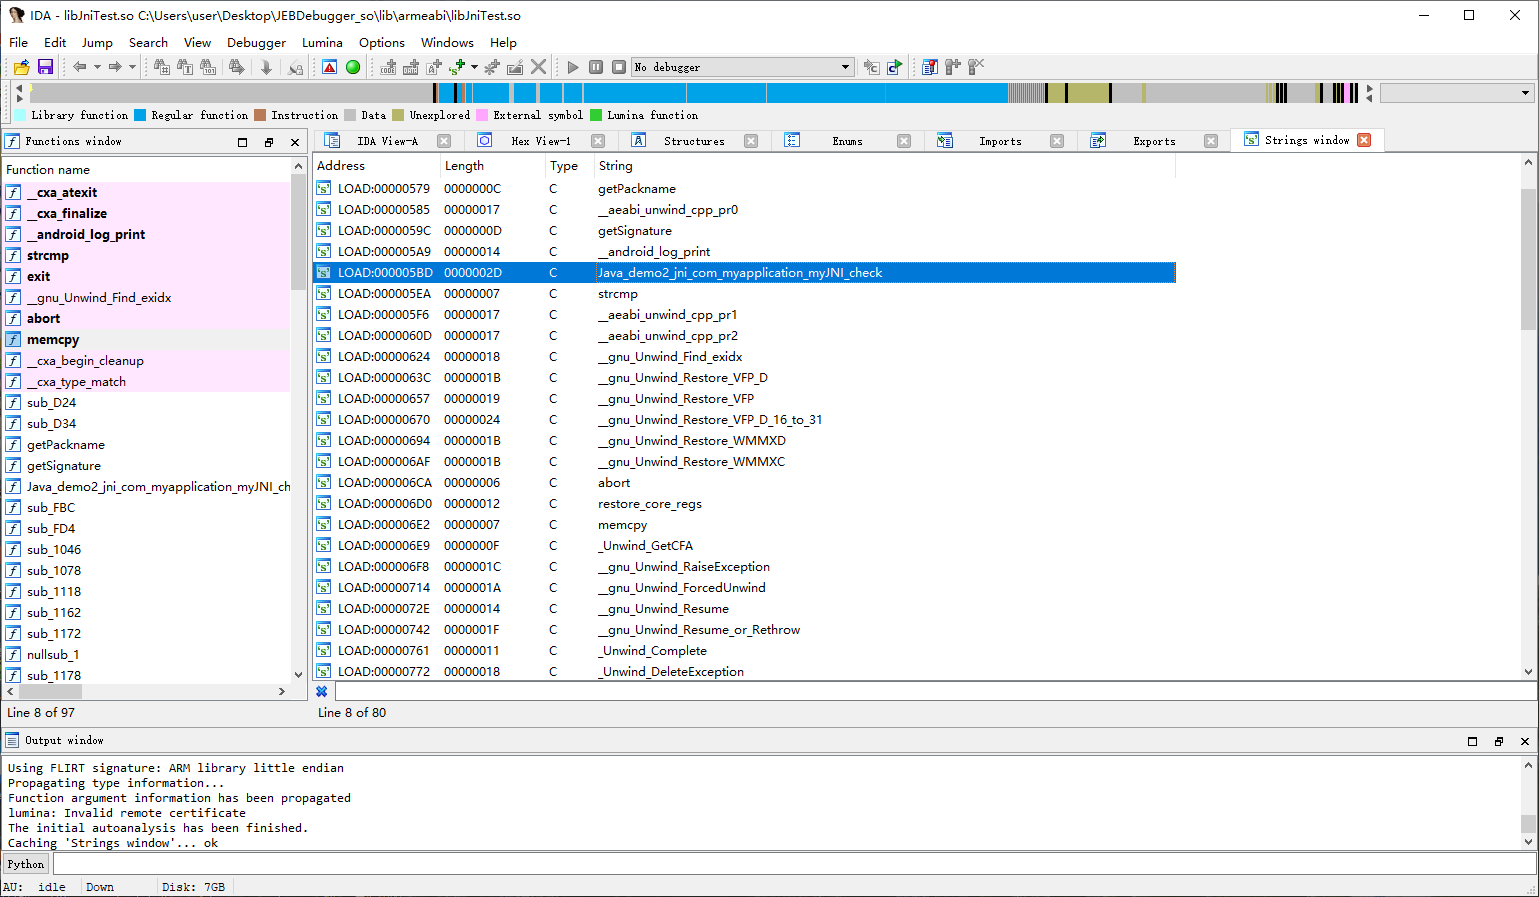 IDA - libJniTest.so C:\Users\user\Desktop\JEBDebugger_so\lib\armeabi\libJniTest.so
File Edit Jump Search View Debugger Lumina Options Windows Help
No debugger
Library function Regular function Instruction Data Unexplored External symbol Lumina function
Functions window
IDA View-A Hex View-1 Structures Enums Imports Exports Strings window
Function name
__cxa_atexit
__cxa_finalize
__android_log_print
strcmp
exit
__gnu_Unwind_Find_exidx
abort
memcpy
__cxa_begin_cleanup
__cxa_type_match
sub_D24
sub_D34
getPackname
getSignature
Java_demo2_jni_com_myapplication_myJNI_ch
sub_FBC
sub_FD4
sub_1046
sub_1078
sub_1118
sub_1162
sub_1172
nullsub_1
sub_1178
Line 8 of 97
Address Length Type String
LOAD:00000579 0000000C C getPackname
LOAD:00000585 00000017 C __aeabi_unwind_cpp_pr0
LOAD:0000059C 0000000D C getSignature
LOAD:000005A9 00000014 C __android_log_print
LOAD:000005BD 0000002D C Java_demo2_jni_com_myapplication_myJNI_check
LOAD:000005EA 00000007 C strcmp
LOAD:000005F6 00000017 C __aeabi_unwind_cpp_pr1
LOAD:0000060D 00000017 C __aeabi_unwind_cpp_pr2
LOAD:00000624 00000018 C __gnu_Unwind_Find_exidx
LOAD:0000063C 0000001B C __gnu_Unwind_Restore_VFP_D
LOAD:00000657 00000019 C __gnu_Unwind_Restore_VFP
LOAD:00000670 00000024 C __gnu_Unwind_Restore_VFP_D_16_to_31
LOAD:00000694 0000001B C __gnu_Unwind_Restore_WMMXD
LOAD:000006AF 0000001B C __gnu_Unwind_Restore_WMMXC
LOAD:000006CA 00000006 C abort
LOAD:000006D0 00000012 C restore_core_regs
LOAD:000006E2 00000007 C memcpy
LOAD:000006E9 0000000F C _Unwind_GetCFA
LOAD:000006F8 0000001C C __gnu_Unwind_RaiseException
LOAD:00000714 0000001A C __gnu_Unwind_ForcedUnwind
LOAD:0000072E 00000014 C __gnu_Unwind_Resume
LOAD:00000742 0000001F C __gnu_Unwind_Resume_or_Rethrow
LOAD:00000761 00000011 C _Unwind_Complete
LOAD:00000772 00000018 C _Unwind_DeleteException
Line 8 of 80
Output window
Using FLIRT signature: ARM library little endian
Propagating type information...
Function argument information has been propagated
lumina: Invalid remote certificate
The initial autoanalysis has been finished.
Caching 'Strings window'... ok
Python
AU: idle Down Disk: 7GB